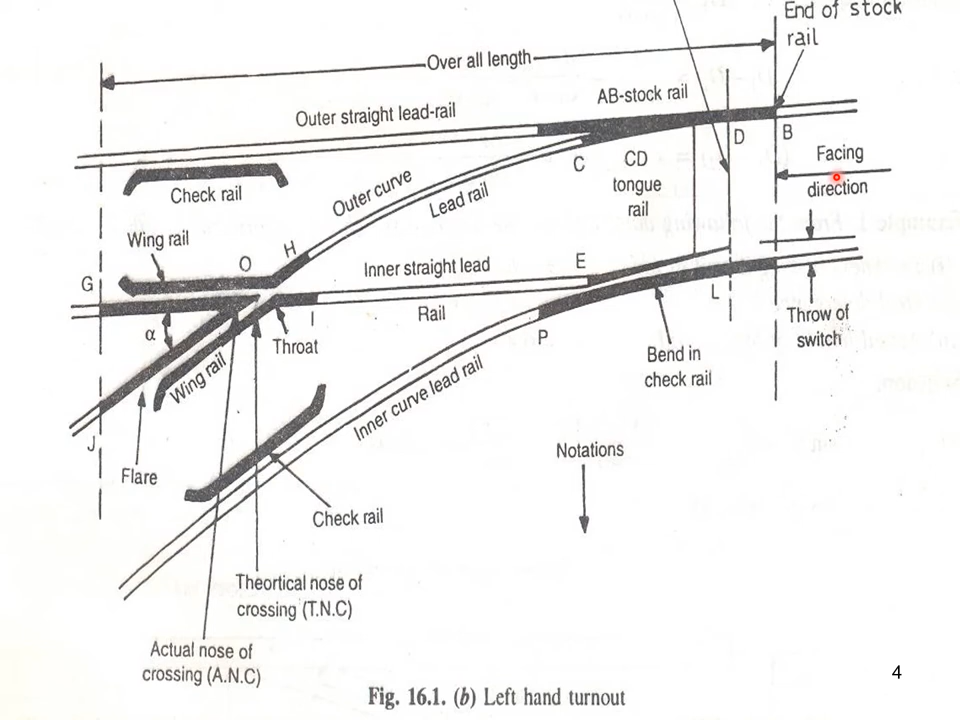 End of stock
rail
Over all length
AB-stock rail
Outer straight lead-rail
D
B
C
CD
tongue
rail
Facing
direction
Check rail
Outer curve
Lead rail
Wing rail
H
O
G
Inner straight lead
E
Rail
I
L
α
Throat
P
Throw of
switch
Bend in
check rail
Wing rail
Inner curve lead rail
J
Flare
Notations
Check rail
Theortical nose of
crossing (T.N.C)
Actual nose of
crossing (A.N.C)
4
Fig. 16.1. (b) Left hand turnout